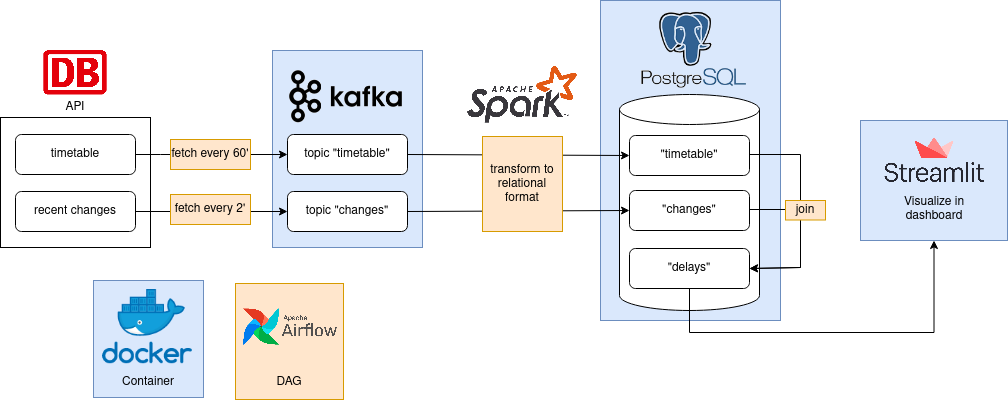 DB
API
timetable
recent changes
fetch every 60'
fetch every 2'
kafka
topic "timetable"
topic "changes"
APACHE
Spark
transform to
relational
format
PostgreSQL
"timetable"
"changes"
"delays"
join
Streamlit
Visualize in
dashboard
docker
Container
Apache
Airflow
DAG